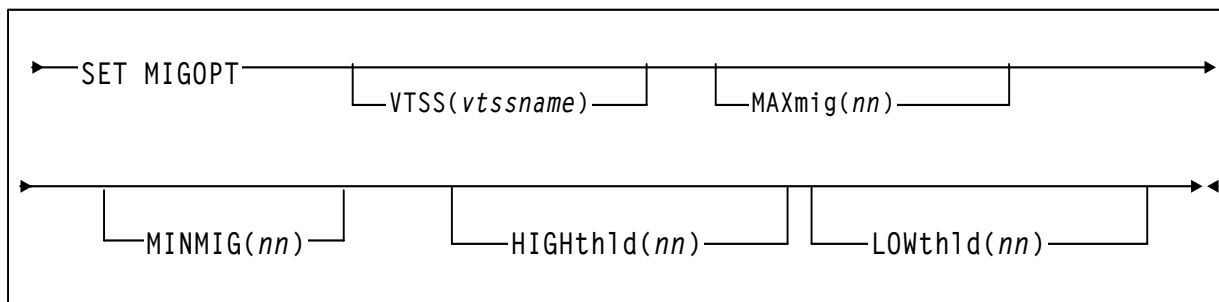 SET MIGOPT
VTSS(vtssname)
MAXmig(nn)
MINMIG(nn)
HIGHthld(nn)
LOWthld(nn)